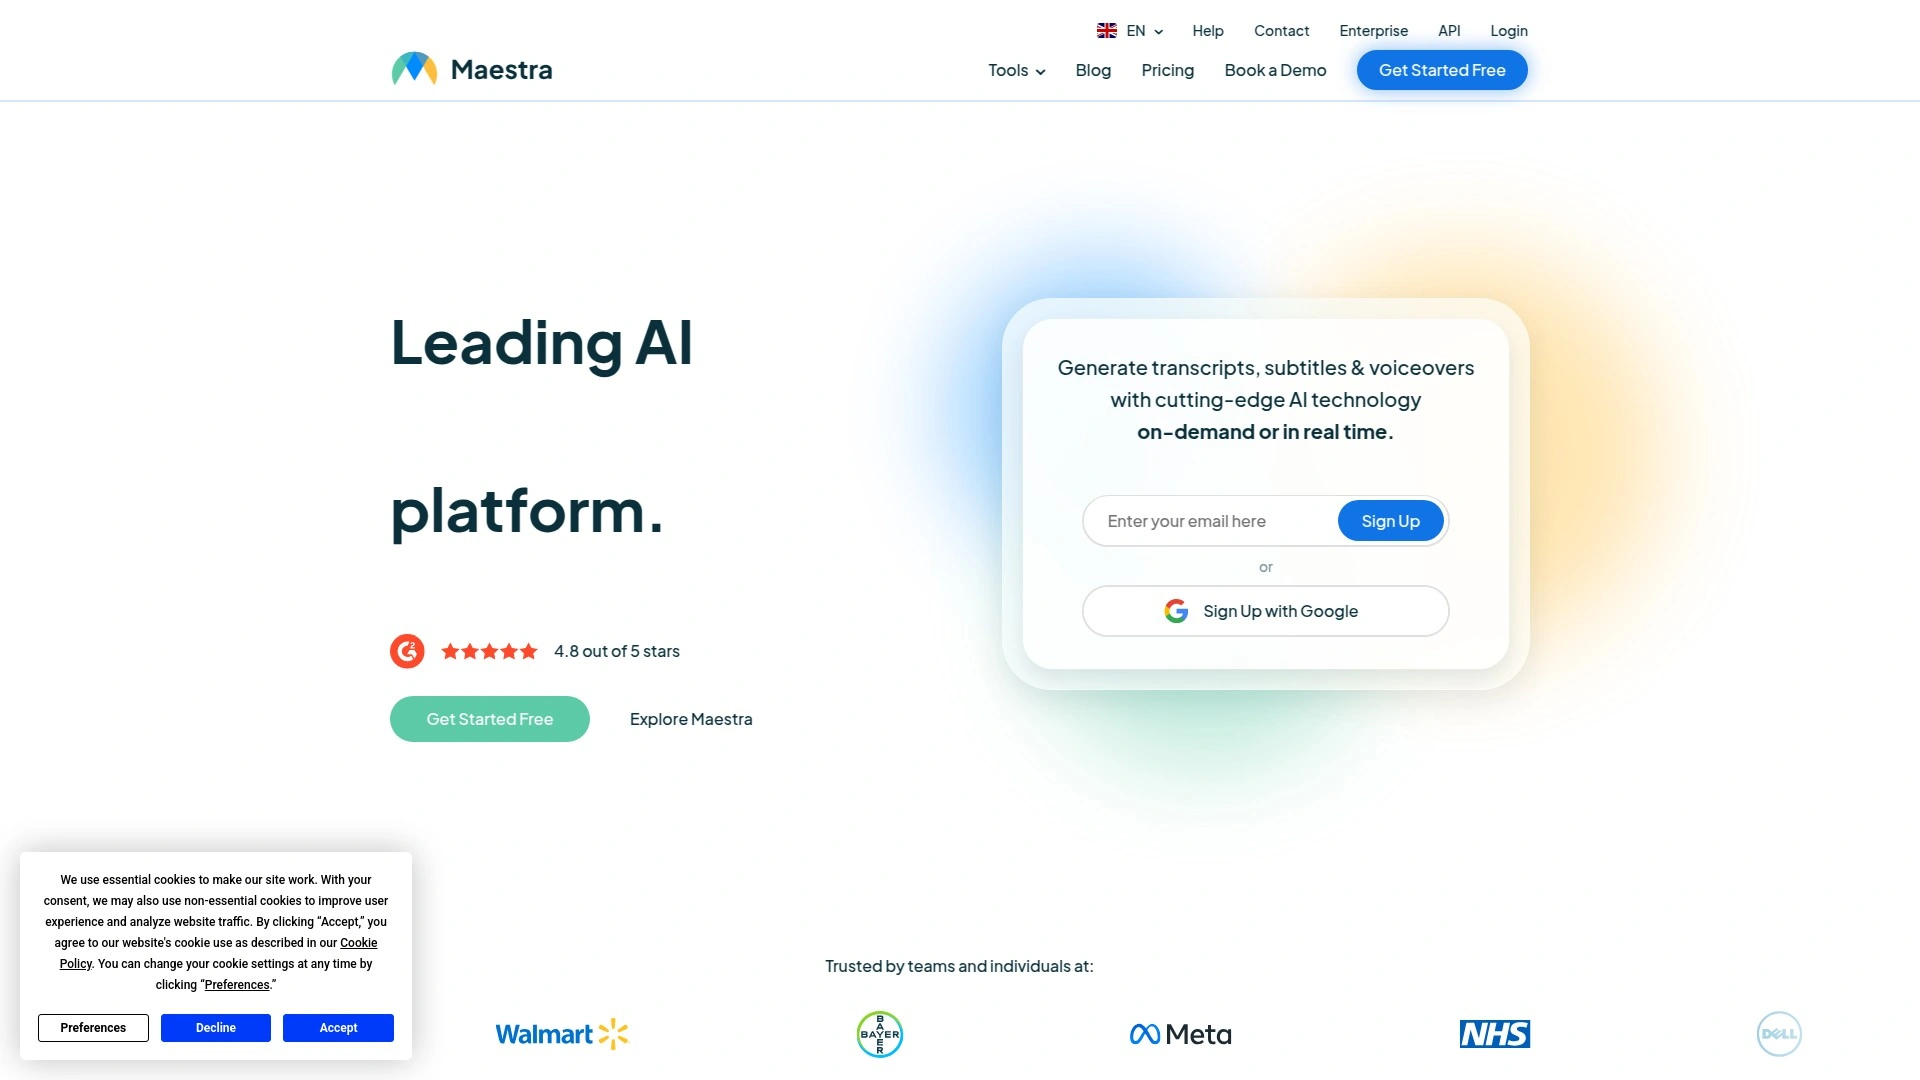 EN
Help
Contact
Enterprise
API
Login
Maestra
Tools
Blog
Pricing
Book a Demo
Get Started Free
Leading AI
platform.
4.8 out of 5 stars
Get Started Free
Explore Maestra
Generate transcripts, subtitles & voiceovers
with cutting-edge AI technology
on-demand or in real time.
Enter your email here
Sign Up
or
Sign Up with Google
We use essential cookies to make our site work. With your
consent, we may also use non-essential cookies to improve user
experience and analyze website traffic. By clicking “Accept,” you
agree to our website's cookie use as described in our Cookie
Policy. You can change your cookie settings at any time by
clicking “Preferences.”
Preferences
Decline
Accept
Trusted by teams and individuals at:
Walmart
BAYER
BAYER
Meta
NHS
DELL